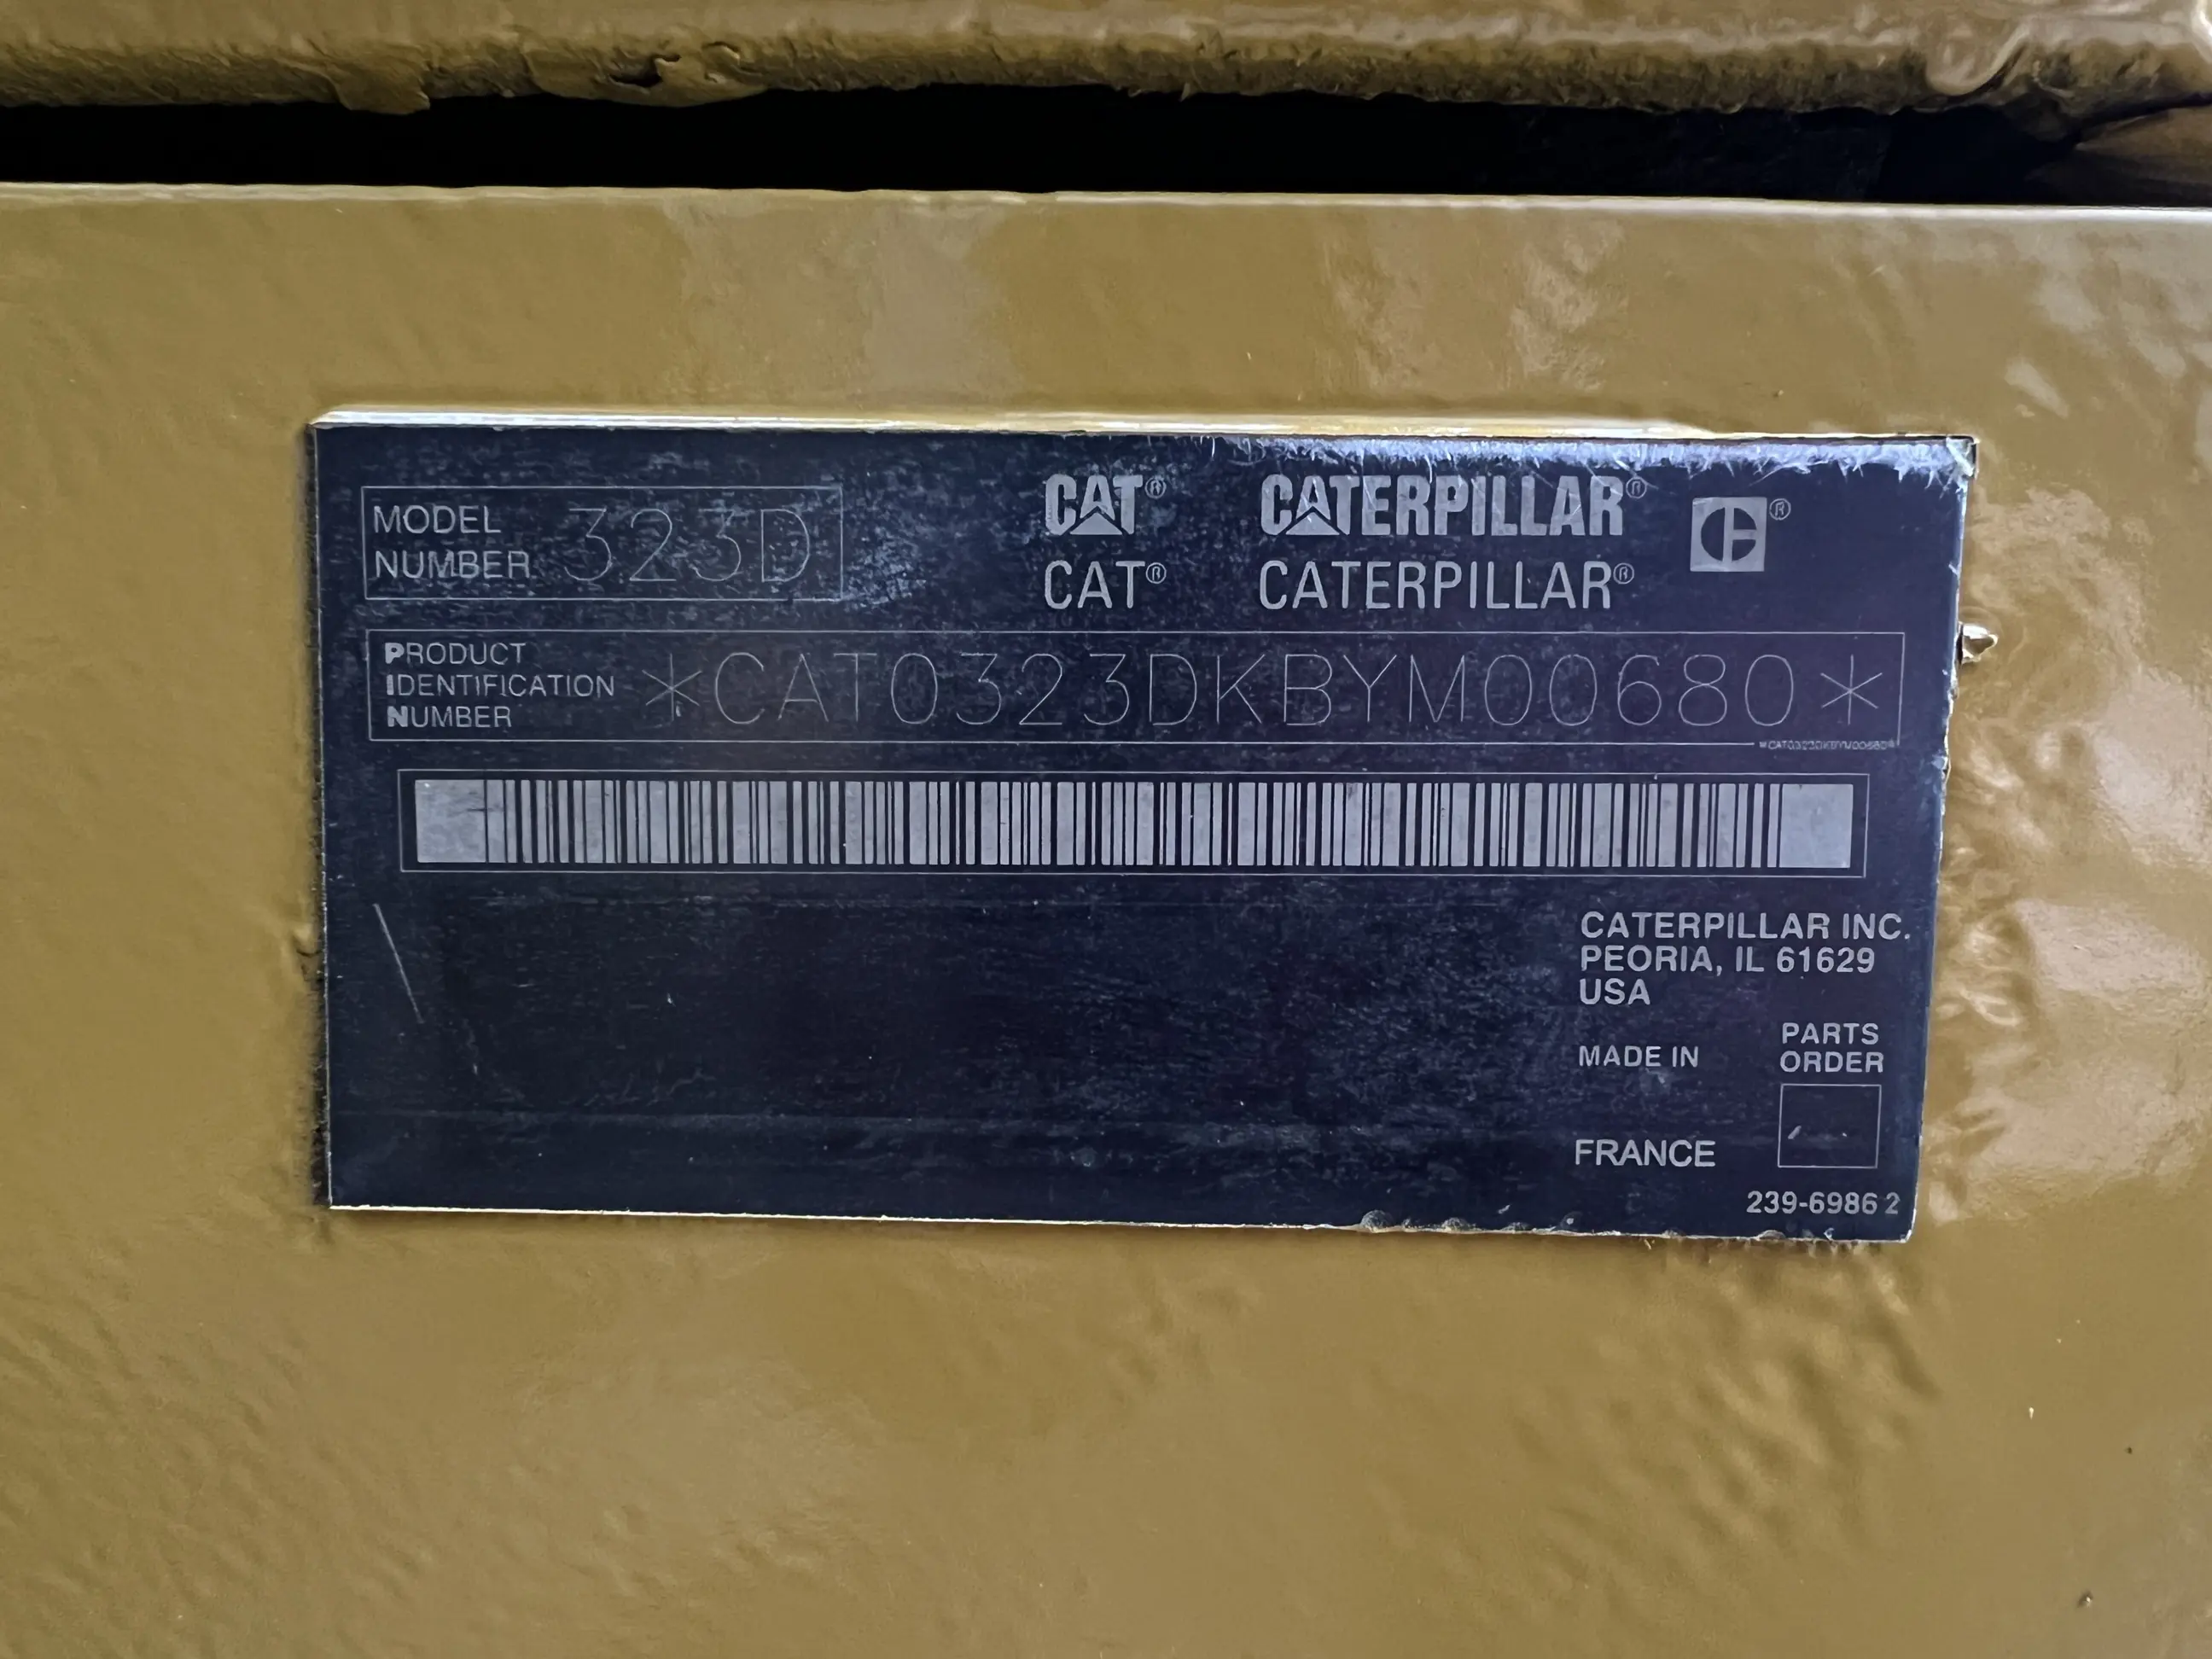 MODEL
NUMBER 323D
CAT® CATERPILLAR® ®
CAT® CATERPILLAR®
PRODUCT
IDENTIFICATION
NUMBER
*CAT0323DKBYM00680*
*CAT0323DKBYM00680*
CATERPILLAR INC.
PEORIA, IL 61629
USA
MADE IN
FRANCE
PARTS
ORDER
239-6986 2